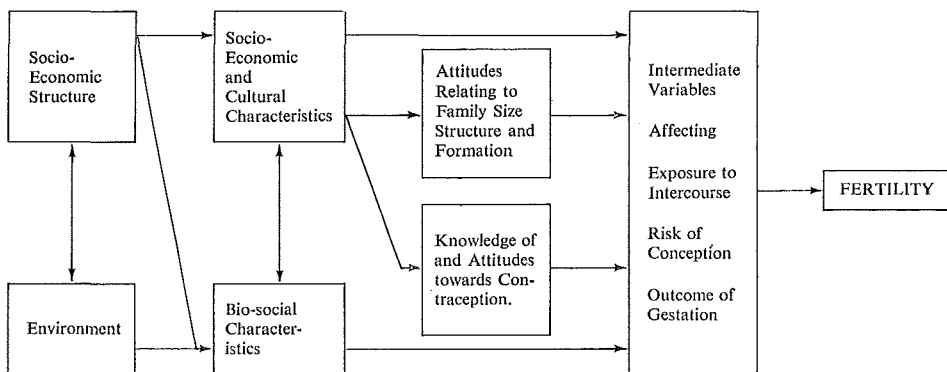 Socio-
Economic
Structure
Socio-
Economic
and
Cultural
Characteristics
Attitudes
Relating to
Family Size
Structure and
Formation
Intermediate
Variables
Affecting
Exposure to
Intercourse
Risk of
Conception
Outcome of
Gestation
FERTILITY
Knowledge of
and Attitudes
towards Con-
traception.
Environment
Bio-social
Character-
istics